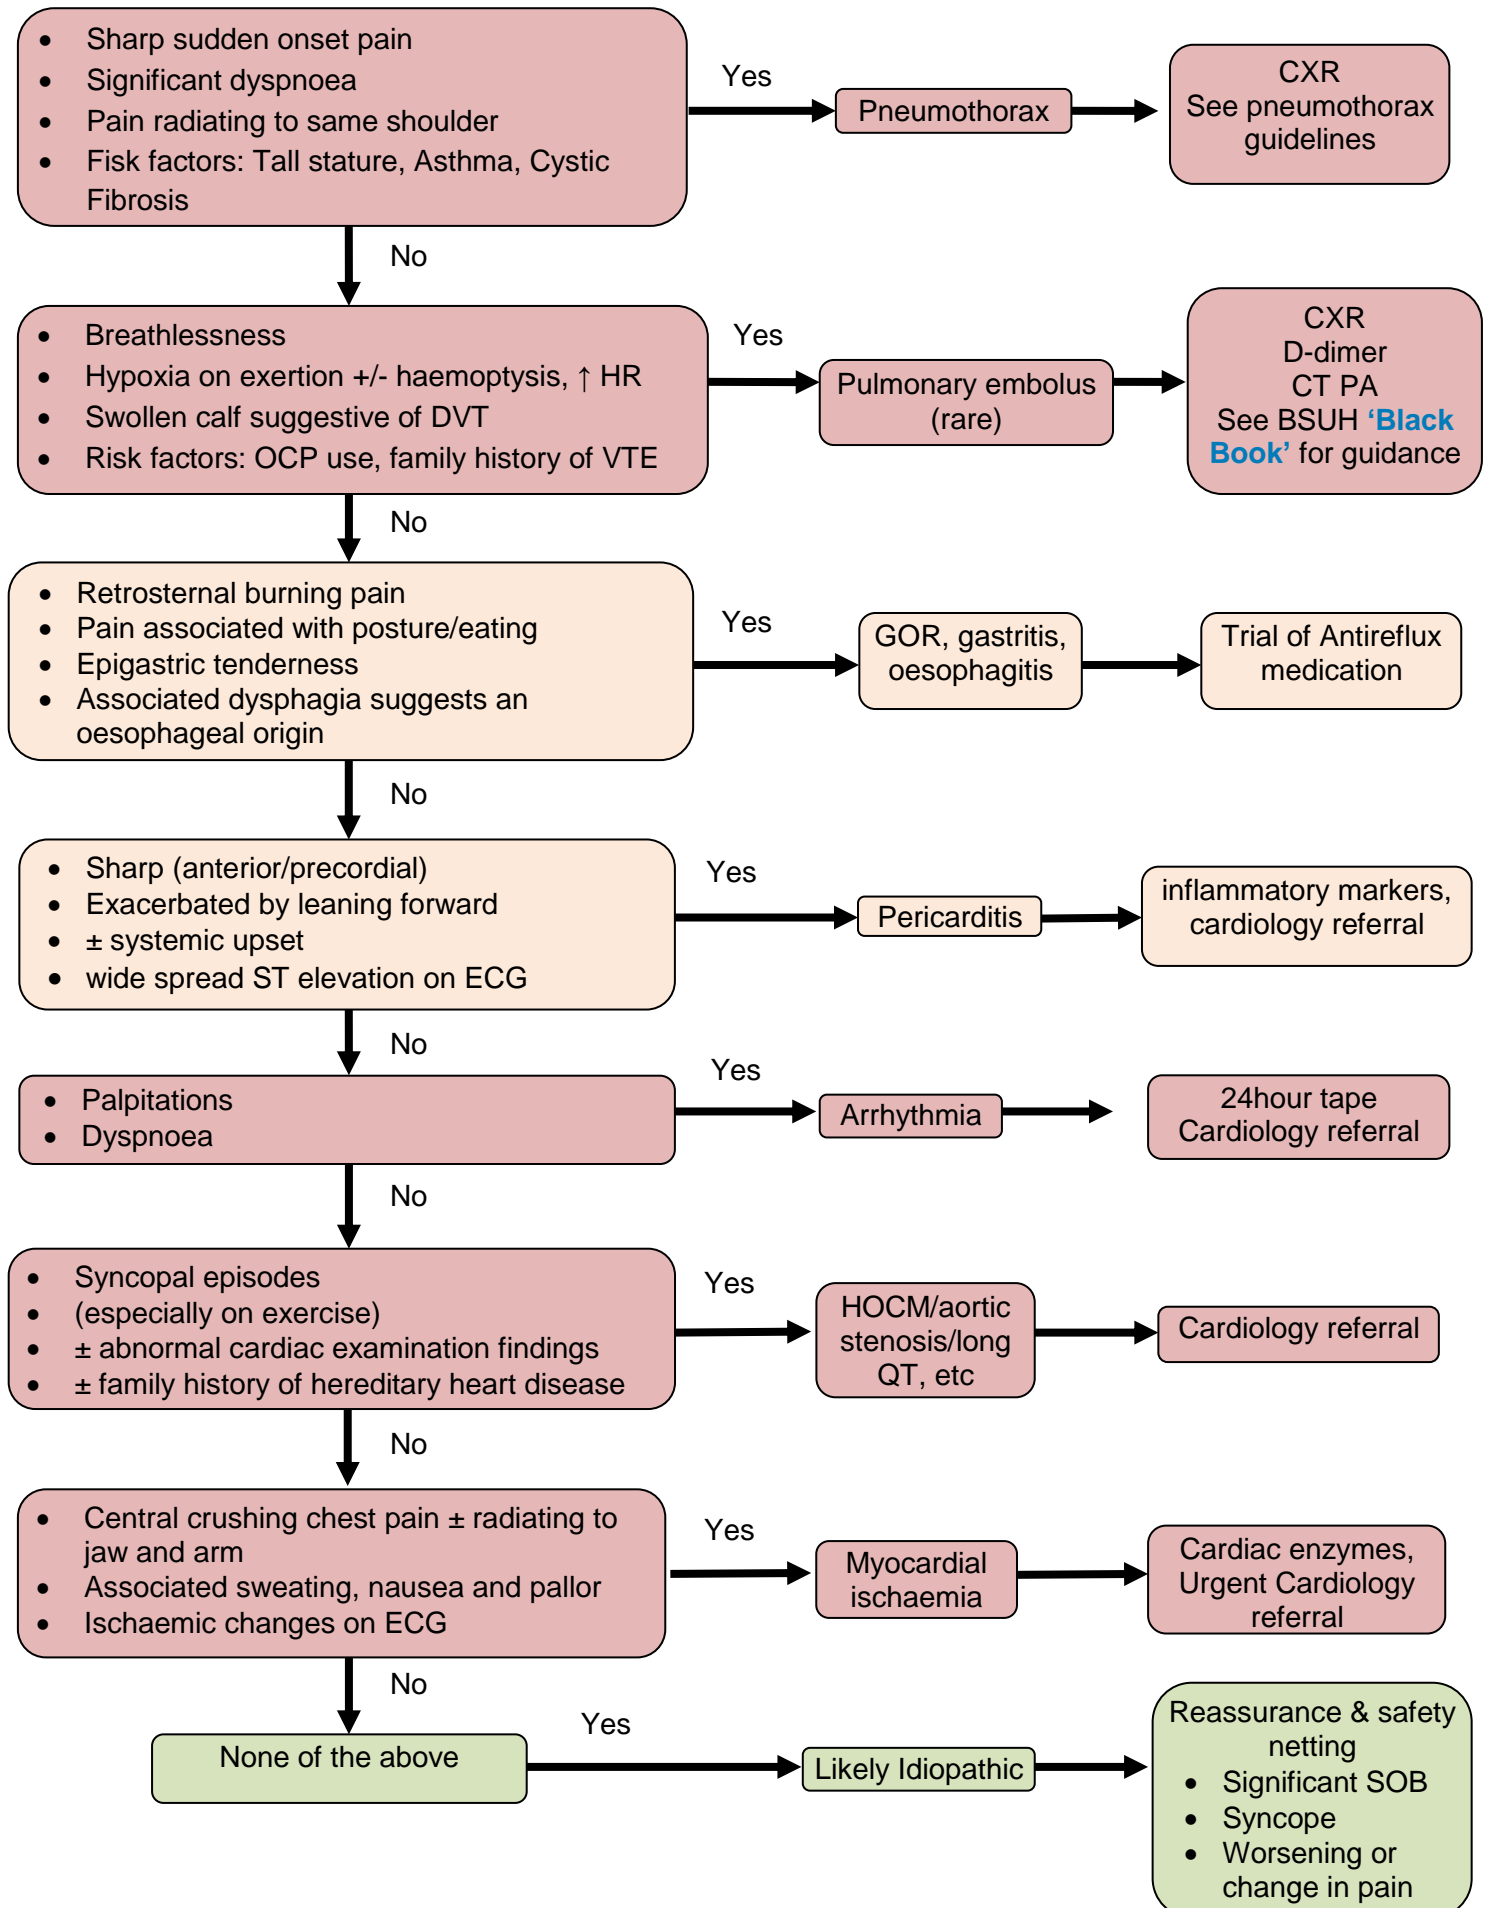 • Sharp sudden onset pain
• Significant dyspnoea
• Pain radiating to same shoulder
• Fisk factors: Tall stature, Asthma, Cystic
Fibrosis
Yes
Pneumothorax
CXR
See pneumothorax
guidelines
No
• Breathlessness
• Hypoxia on exertion +/- haemoptysis, ↑ HR
• Swollen calf suggestive of DVT
• Risk factors: OCP use, family history of VTE
Yes
Pulmonary embolus
(rare)
CXR
D-dimer
CT PA
See BSUH ‘Black
Book’ for guidance
No
• Retrosternal burning pain
• Pain associated with posture/eating
• Epigastric tenderness
• Associated dysphagia suggests an
oesophageal origin
Yes
GOR, gastritis,
oesophagitis
Trial of Antireflux
medication
No
• Sharp (anterior/precordial)
• Exacerbated by leaning forward
• ± systemic upset
• wide spread ST elevation on ECG
Yes
Pericarditis
inflammatory markers,
cardiology referral
No
• Palpitations
• Dyspnoea
Yes
Arrhythmia
24hour tape
Cardiology referral
No
• Syncopal episodes
• (especially on exercise)
• ± abnormal cardiac examination findings
• ± family history of hereditary heart disease
Yes
HOCM/aortic
stenosis/long
QT, etc
Cardiology referral
No
• Central crushing chest pain ± radiating to
jaw and arm
• Associated sweating, nausea and pallor
• Ischaemic changes on ECG
Yes
Myocardial
ischaemia
Cardiac enzymes,
Urgent Cardiology
referral
No
None of the above
Yes
Likely Idiopathic
Reassurance & safety
netting
• Significant SOB
• Syncope
• Worsening or
change in pain